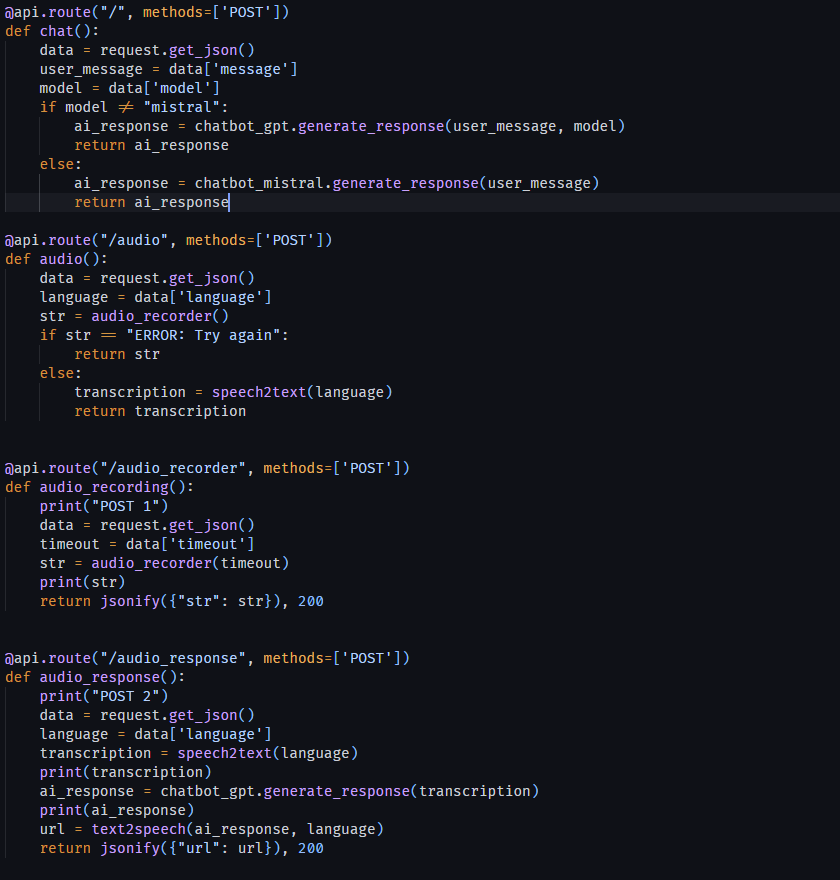 @api.route("/", methods=['POST'])
def chat():
    data = request.get_json()
    user_message = data['message']
    model = data['model']
    if model ≠ "mistral":
        ai_response = chatbot_gpt.generate_response(user_message, model)
        return ai_response
    else:
        ai_response = chatbot_mistral.generate_response(user_message)
        return ai_response

@api.route("/audio", methods=['POST'])
def audio():
    data = request.get_json()
    language = data['language']
    str = audio_recorder()
    if str == "ERROR: Try again":
        return str
    else:
        transcription = speech2text(language)
        return transcription


@api.route("/audio_recorder", methods=['POST'])
def audio_recording():
    print("POST 1")
    data = request.get_json()
    timeout = data['timeout']
    str = audio_recorder(timeout)
    print(str)
    return jsonify({"str": str}), 200


@api.route("/audio_response", methods=['POST'])
def audio_response():
    print("POST 2")
    data = request.get_json()
    language = data['language']
    transcription = speech2text(language)
    print(transcription)
    ai_response = chatbot_gpt.generate_response(transcription)
    print(ai_response)
    url = text2speech(ai_response, language)
    return jsonify({"url": url}), 200